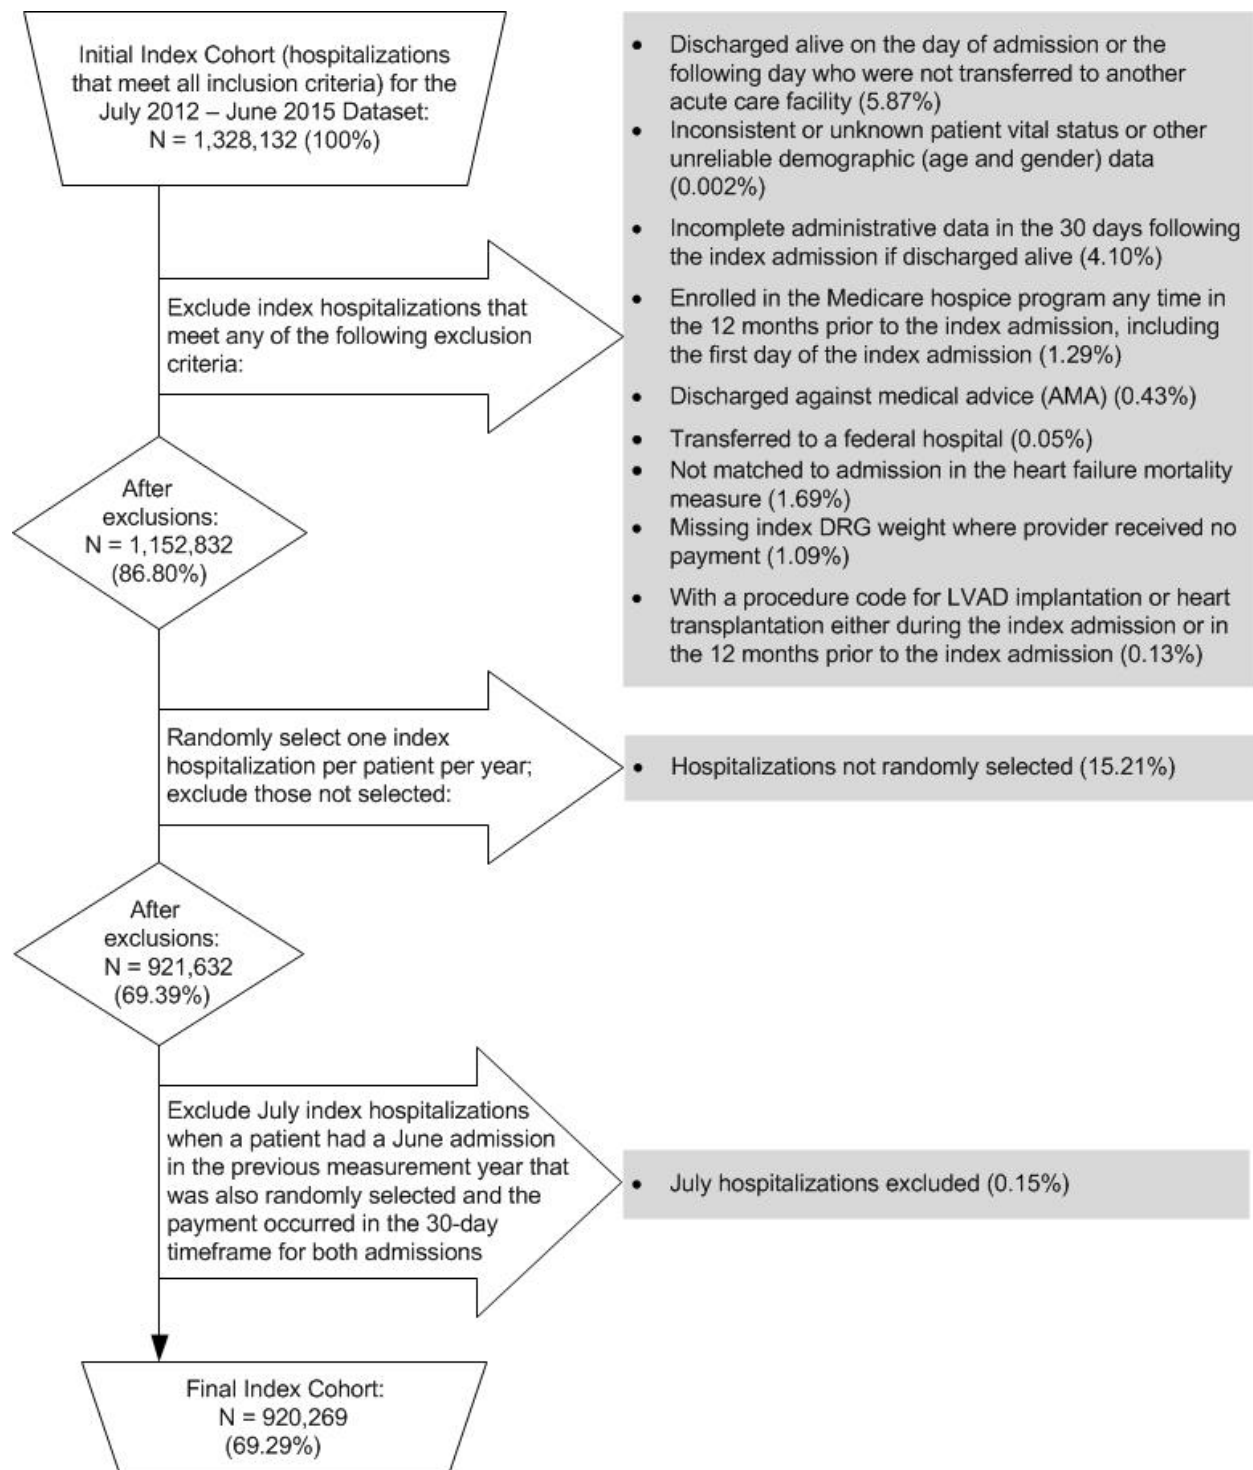 Initial Index Cohort (hospitalizations
that meet all inclusion criteria) for the
July 2012 – June 2015 Dataset:
N = 1,328,132 (100%)
Exclude index hospitalizations that
meet any of the following exclusion
criteria:
• Discharged alive on the day of admission or the
following day who were not transferred to another
acute care facility (5.87%)
• Inconsistent or unknown patient vital status or other
unreliable demographic (age and gender) data
(0.002%)
• Incomplete administrative data in the 30 days following
the index admission if discharged alive (4.10%)
• Enrolled in the Medicare hospice program any time in
the 12 months prior to the index admission, including
the first day of the index admission (1.29%)
• Discharged against medical advice (AMA) (0.43%)
• Transferred to a federal hospital (0.05%)
• Not matched to admission in the heart failure mortality
measure (1.69%)
• Missing index DRG weight where provider received no
payment (1.09%)
• With a procedure code for LVAD implantation or heart
transplantation either during the index admission or in
the 12 months prior to the index admission (0.13%)
After
exclusions:
N = 1,152,832
(86.80%)
Randomly select one index
hospitalization per patient per year;
exclude those not selected:
• Hospitalizations not randomly selected (15.21%)
After
exclusions:
N = 921,632
(69.39%)
Exclude July index hospitalizations
when a patient had a June admission
in the previous measurement year that
was also randomly selected and the
payment occurred in the 30-day
timeframe for both admissions
• July hospitalizations excluded (0.15%)
Final Index Cohort:
N = 920,269
(69.29%)